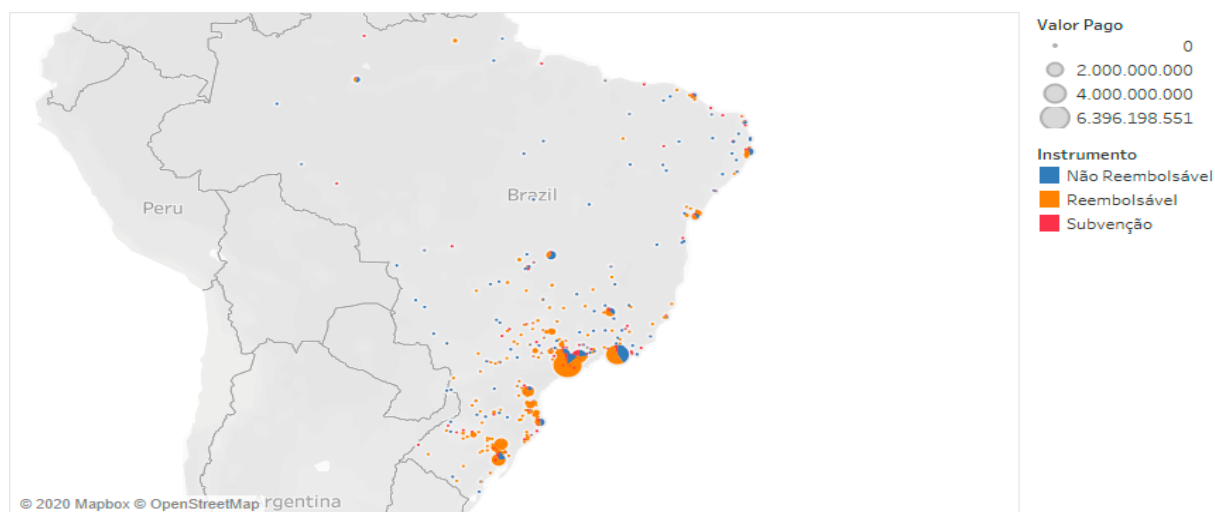 Valor Pago
0
2.000.000.000
4.000.000.000
6.396.198.551
Instrumento
Não Reembolsável
Reembolsável
Subvenção
Brazil
Peru
© 2020 Mapbox © OpenStreetMap rgentina